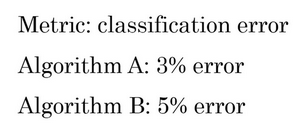 Metric: classification error
Algorithm A: 3% error
Algorithm B: 5% error